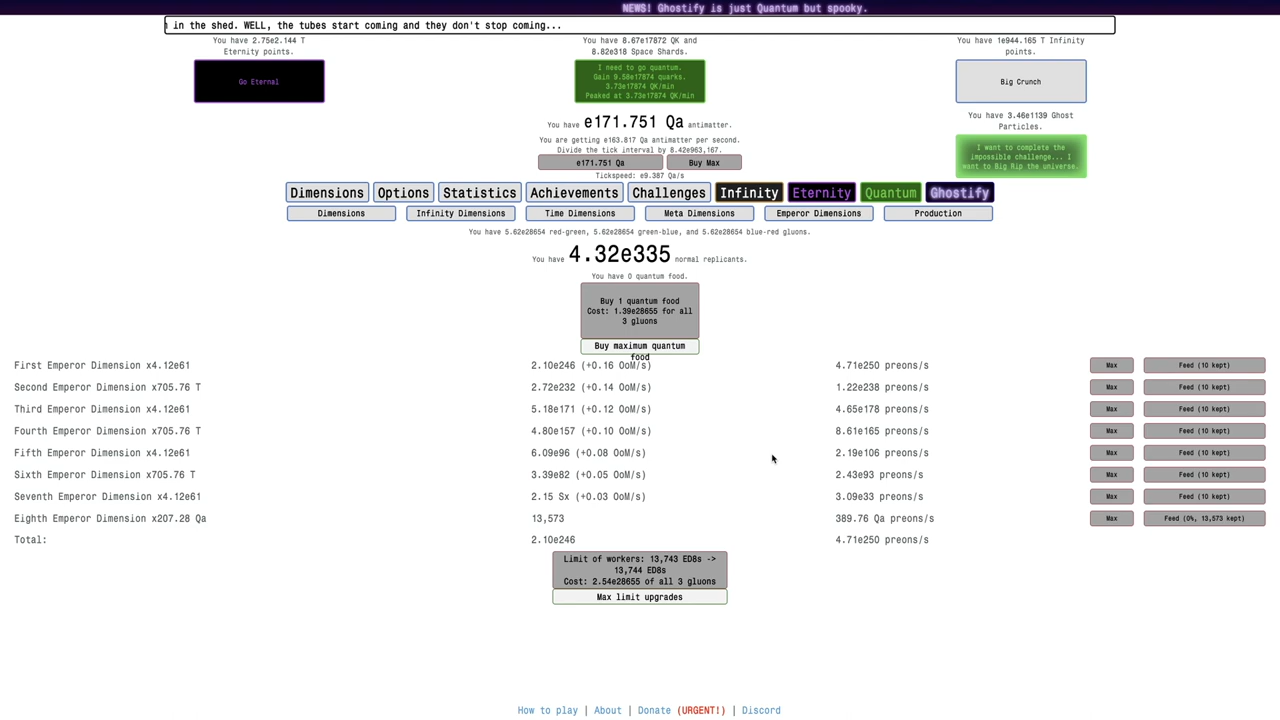 NEWS! Ghostify is just Quantum but spooky.
in the shed. WELL, the tubes start coming and they don't stop coming...
You have 2.75e2.144 T
Eternity points.
Go Eternal
You have 8.67e17872 QK and
8.82e318 Space Shards.
I need to go quantum.
Gain 9.58e17874 quarks.
3.73e17874 QK/min
Peaked at 3.73e17874 QK/min
You have 1e944.165 T Infinity
points.
Big Crunch
You have 3.46e1139 Ghost
Particles.
I want to complete the
impossible challenge... I
want to Big Rip the universe.
You have e171.751 Qa antimatter.
You are getting e163.817 Qa antimatter per second.
Divide the tick interval by 8.42e963,167.
e171.751 Qa Buy Max
Tickspeed: e9.387 Qa/s
Dimensions Options Statistics Achievements Challenges Infinity Eternity Quantum Ghostify
Dimensions Infinity Dimensions Time Dimensions Meta Dimensions Emperor Dimensions Production
You have 5.62e28654 red-green, 5.62e28654 green-blue, and 5.62e28654 blue-red gluons.
You have 4.32e335 normal replicants.
You have 0 quantum food.
Buy 1 quantum food
Cost: 1.39e28655 for all
3 gluons
Buy maximum quantum
food
First Emperor Dimension x4.12e61 2.10e246 (+0.16 OoM/s) 4.71e250 preons/s Max Feed (10 kept)
Second Emperor Dimension x705.76 T 2.72e232 (+0.14 OoM/s) 1.22e238 preons/s Max Feed (10 kept)
Third Emperor Dimension x4.12e61 5.18e171 (+0.12 OoM/s) 4.65e178 preons/s Max Feed (10 kept)
Fourth Emperor Dimension x705.76 T 4.80e157 (+0.10 OoM/s) 8.61e165 preons/s Max Feed (10 kept)
Fifth Emperor Dimension x4.12e61 6.09e96 (+0.08 OoM/s) 2.19e106 preons/s Max Feed (10 kept)
Sixth Emperor Dimension x705.76 T 3.39e82 (+0.05 OoM/s) 2.43e93 preons/s Max Feed (10 kept)
Seventh Emperor Dimension x4.12e61 2.15 Sx (+0.03 OoM/s) 3.09e33 preons/s Max Feed (10 kept)
Eighth Emperor Dimension x207.28 Qa 13,573 389.76 Qa preons/s Max Feed (0%, 13,573 kept)
Total: 2.10e246 4.71e250 preons/s
Limit of workers: 13,743 ED8s ->
13,744 ED8s
Cost: 2.54e28655 of all 3 gluons
Max limit upgrades
How to play | About | Donate (URGENT!) | Discord